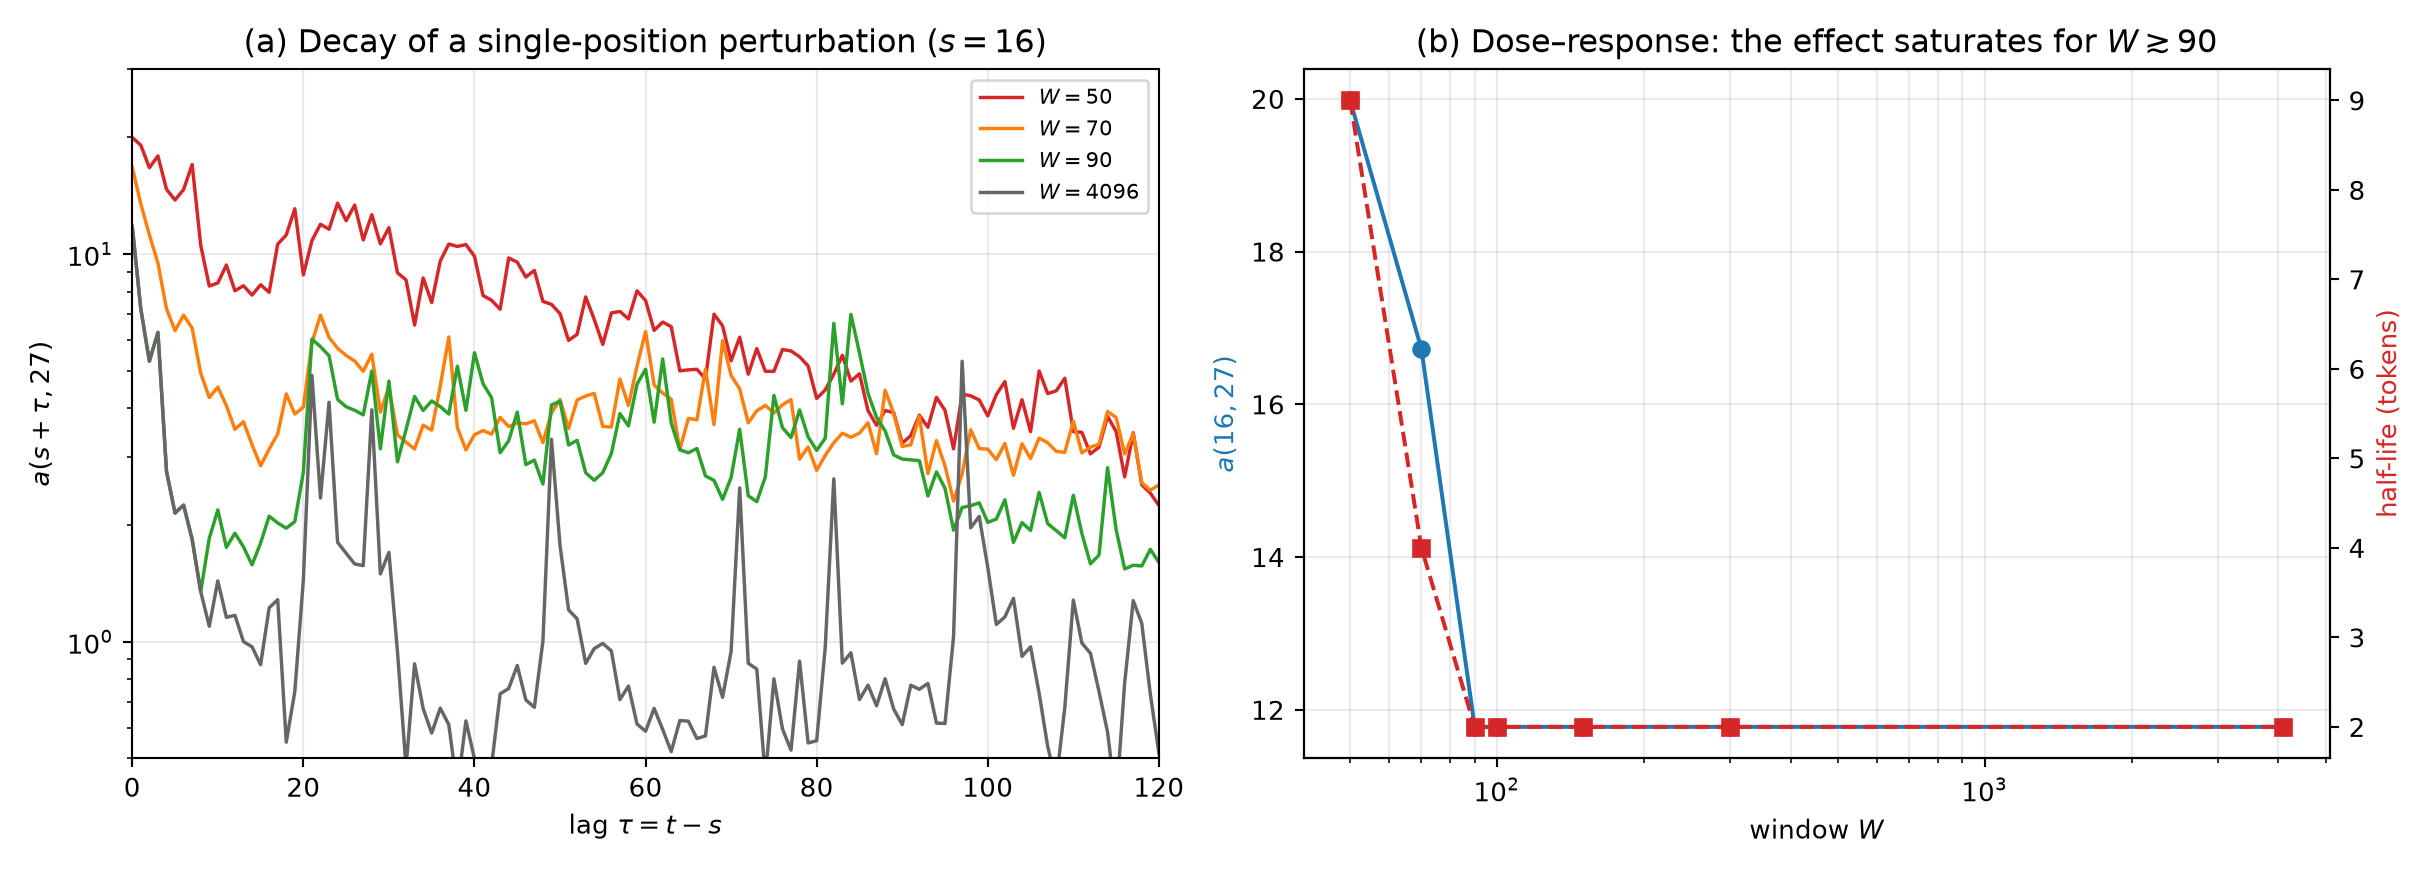 (a) Decay of a single-position perturbation (s = 16)
a(s + τ, 27)
10¹
10⁰
W = 50
W = 70
W = 90
W = 4096
0 20 40 60 80 100 120
lag τ = t − s
(b) Dose–response: the effect saturates for W ≳ 90
a(16, 27)
20
18
16
14
12
9
8
7
6
5
4
3
2
half-life (tokens)
10² 10³
window W